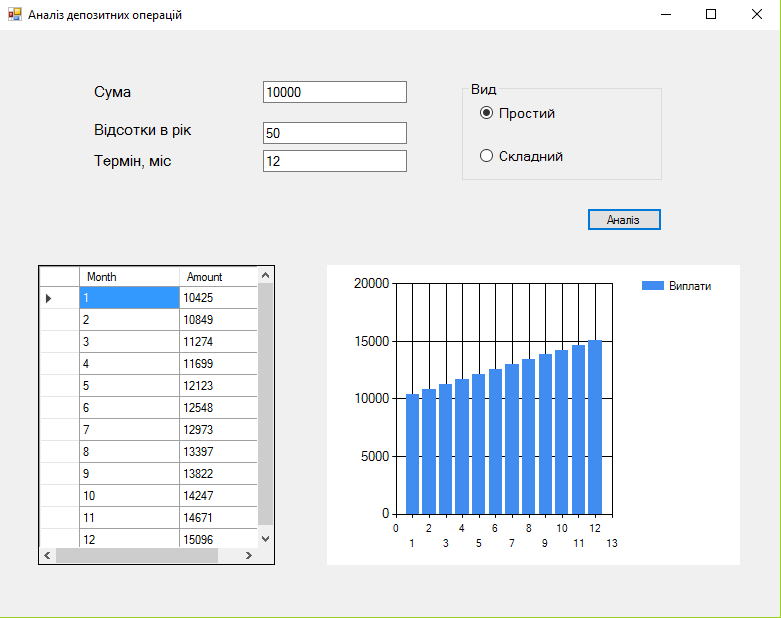 Аналіз депозитних операцій
Сума
10000
Відсотки в рік
50
Термін, міс
12
Вид
Простий
Складний
Аналіз
Month Amount
1 10425
2 10849
3 11274
4 11699
5 12123
6 12548
7 12973
8 13397
9 13822
10 14247
11 14671
12 15096
20000
15000
10000
5000
0
0 2 4 6 8 10 12
1 3 5 7 9 11 13
Виплати